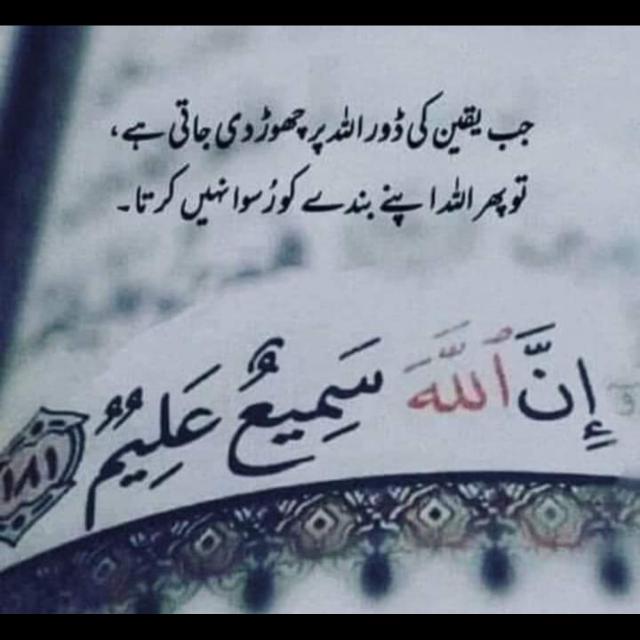 جب یقین کی ڈور اللہ پر چھوڑ دی جاتی ہے،
تو پھر اللہ اپنے بندے کو رُسوا نہیں کرتا۔
إِنَّ ٱللَّهَ سَمِيعٌ عَلِيمٌ
١٨١